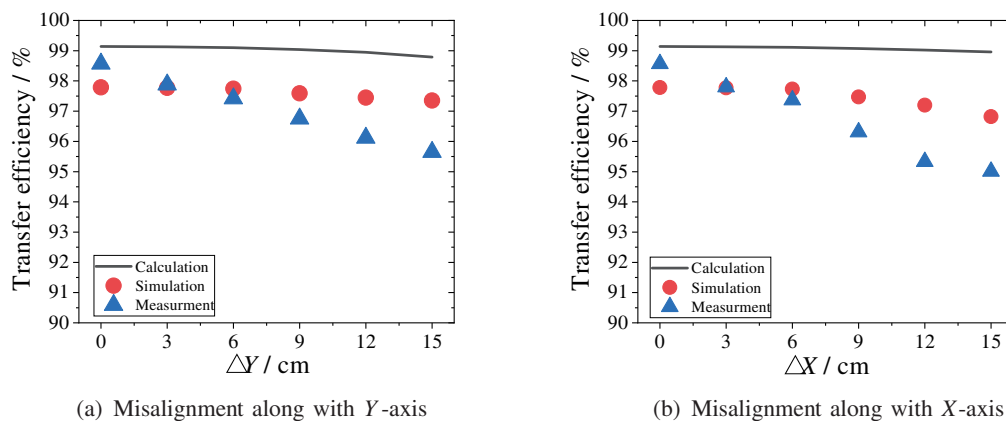 100
99
98
97
96
95
94
93
92
91
90
Transfer efficiency / %
Calculation
Simulation
Measurment
0 3 6 9 12 15
△Y / cm
(a) Misalignment along with Y-axis
100
99
98
97
96
95
94
93
92
91
90
Transfer efficiency / %
Calculation
Simulation
Measurment
0 3 6 9 12 15
△X / cm
(b) Misalignment along with X-axis